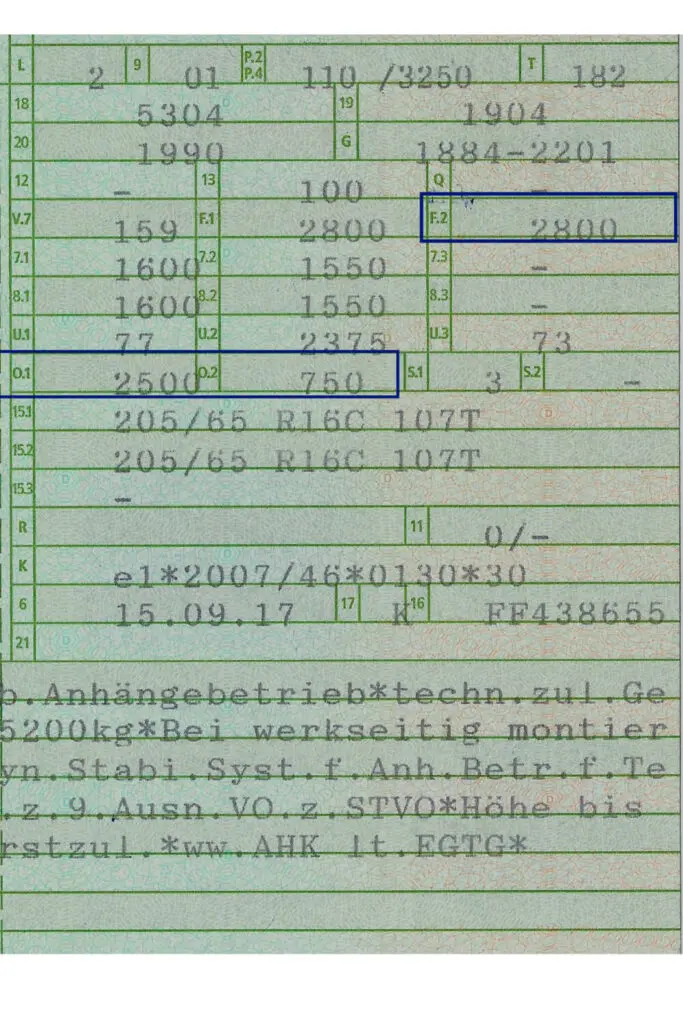 L 2 9 01 P.2 P.4 110 /3250 T 182
18 5304 19 1904
20 1990 G 1884-2201
12 - 13 100 Q -
V.7 159 F.1 2800 F.2 2800
7.1 1600 7.2 1550 7.3 -
8.1 1600 8.2 1550 8.3 -
U.1 77 U.2 2375 U.3 73
O.1 2500 O.2 750 S.1 3 S.2 -
15.1 205/65 R16C 107T
15.2 205/65 R16C 107T
15.3 -
R 11 0/-
K e1*2007/46*0130*30
6 15.09.17 17 K 16 FF438655
21
b.Anhängebetrieb*techn.zul.Ge
5200kg*Bei werkseitig montier
yn.Stabi.Syst.f.Anh.Betr.f.Te
.z.9.Ausn.VO.z.STVO*Höhe bis
rstzul.*ww.AHK lt.EGTG*